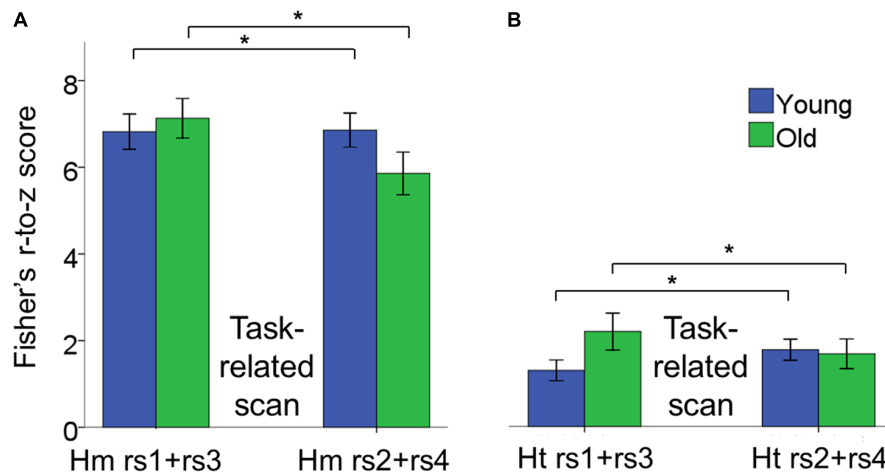 A
B
*
*
Fisher's r-to-z score
8
6
4
2
0
Task-
related
scan
Hm rs1+rs3
Hm rs2+rs4
Young
Old
*
*
Task-
related
scan
Ht rs1+rs3
Ht rs2+rs4